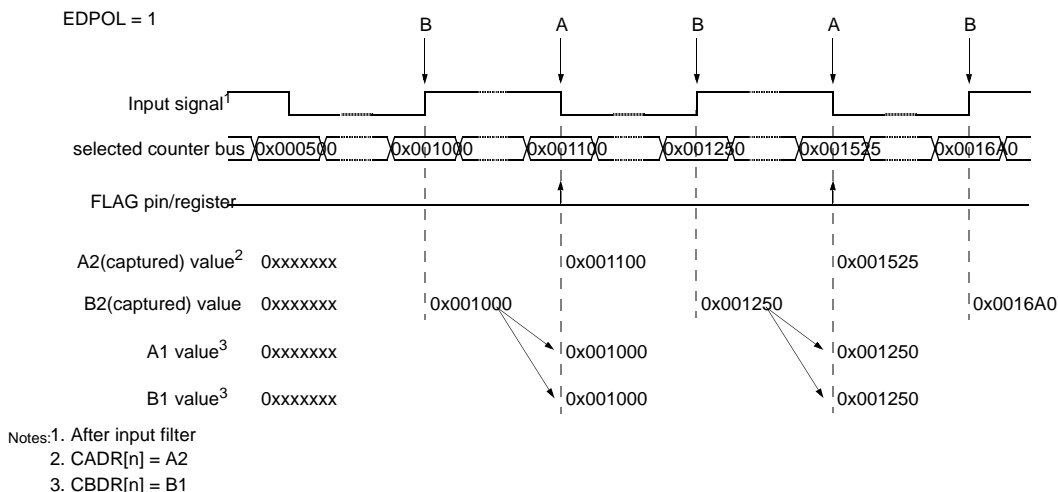 EDPOL = 1
B A B A B
Input signal1
selected counter bus 0x000500 0x001000 0x001100 0x001250 0x001525 0x0016A0
FLAG pin/register
A2(captured) value2 0xxxxxxx 0x001100 0x001525
B2(captured) value 0xxxxxxx 0x001000 0x001250 0x0016A0
A1 value3 0xxxxxxx 0x001000 0x001250
B1 value3 0xxxxxxx 0x001000 0x001250
Notes:1. After input filter
2. CADR[n] = A2
3. CBDR[n] = B1